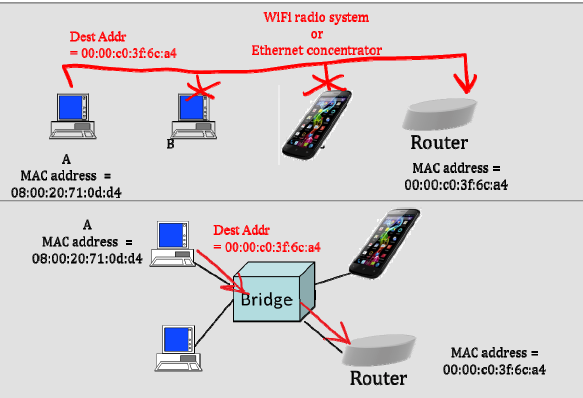 WiFi radio system
or
Ethernet concentrator
Dest Addr
= 00:00:c0:3f:6c:a4
A
MAC address =
08:00:20:71:0d:d4
B
Router
MAC address =
00:00:c0:3f:6c:a4
A
MAC address =
08:00:20:71:0d:d4
Dest Addr
= 00:00:c0:3f:6c:a4
Bridge
Router
MAC address =
00:00:c0:3f:6c:a4